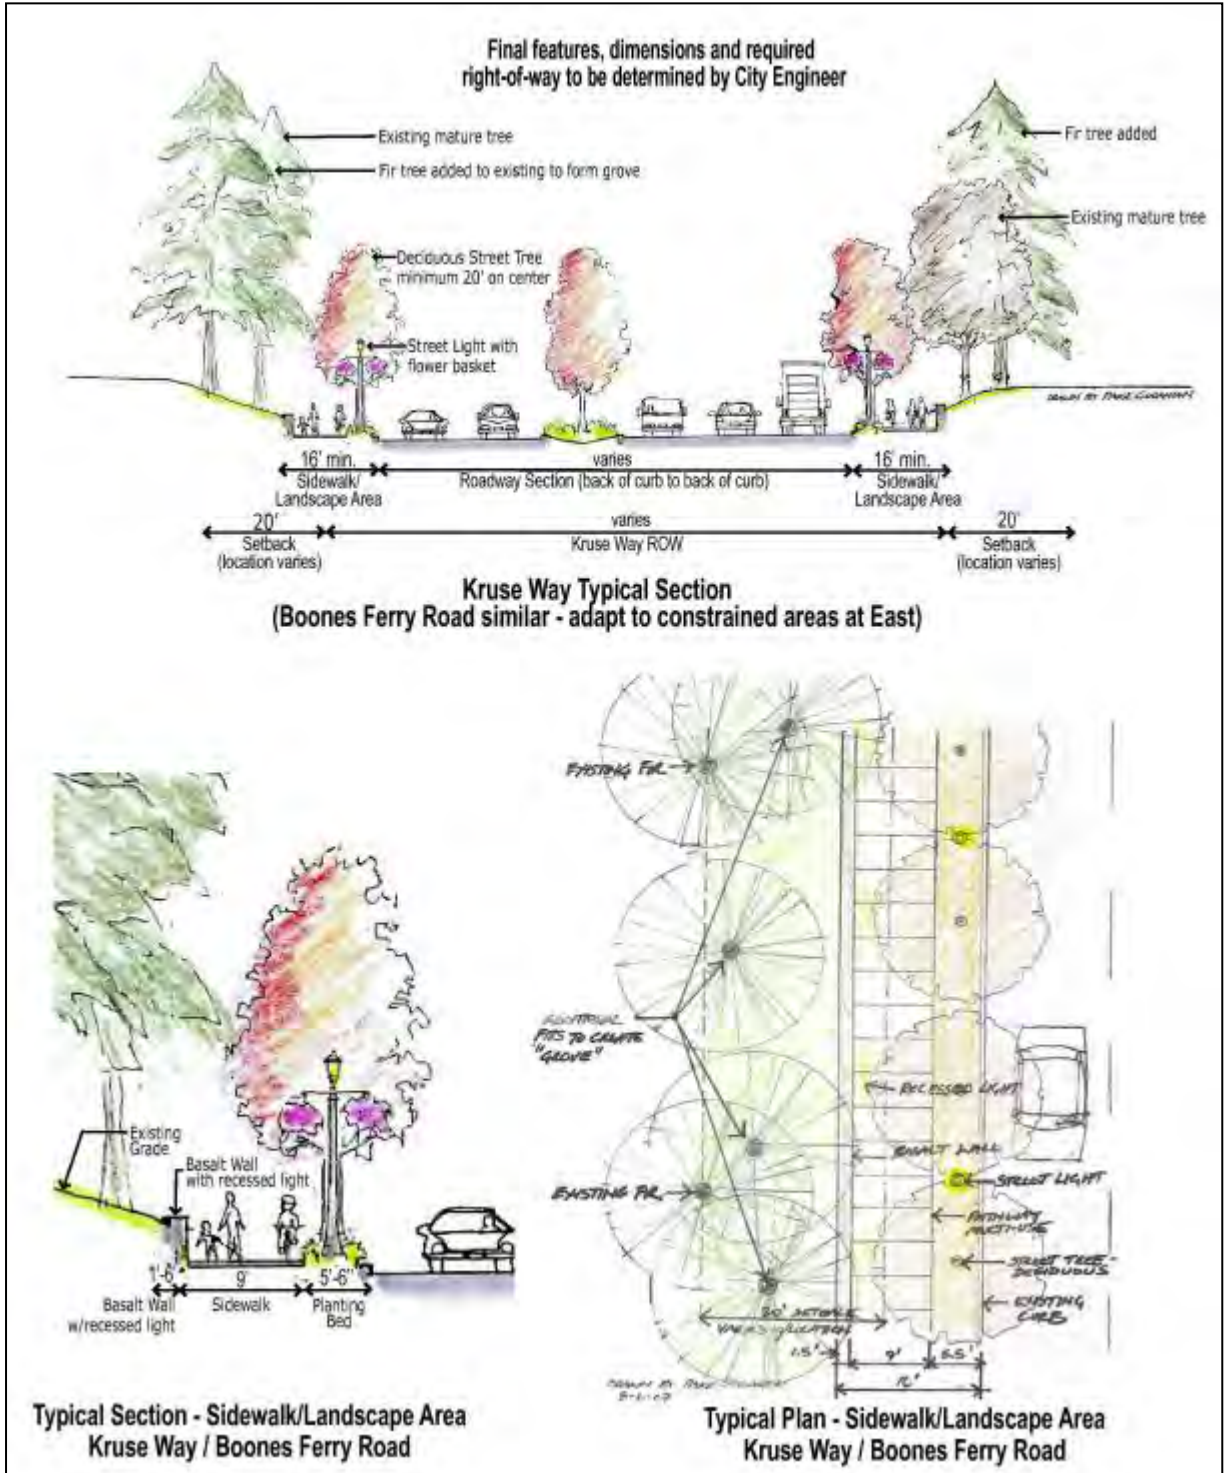 Final features, dimensions and required
right-of-way to be determined by City Engineer
Existing mature tree
Fir tree added to existing to form grove
Fir tree added
Existing mature tree
Deciduous Street Tree
minimum 20' on center
Street Light with
flower basket
DRAWN BY
16' min.
Sidewalk/
Landscape Area
varies
Roadway Section (back of curb to back of curb)
16' min.
Sidewalk/
Landscape Area
20'
Setback
(location varies)
varies
Kruse Way ROW
20'
Setback
(location varies)
Kruse Way Typical Section
(Boones Ferry Road similar - adapt to constrained areas at East)
Existing
Grade
Basalt Wall
with recessed light
1'-6"
9'
5'-6"
Basalt Wall
w/recessed light
Sidewalk
Planting
Bed
Typical Section - Sidewalk/Landscape Area
Kruse Way / Boones Ferry Road
EXISTING FIR
ADDITIONAL
TO CREATE
"GROVE"
RECESSED LIGHT
BASALT WALL
EXISTING FIR
STREET LIGHT
PATHWAY
MULTI-USE
STREET TREE -
DECIDUOUS
EXISTING
CURB
20' SETBACK
VARIES W/LOCATION
1.5'
9'
5.5'
DRAWN BY
Typical Plan - Sidewalk/Landscape Area
Kruse Way / Boones Ferry Road